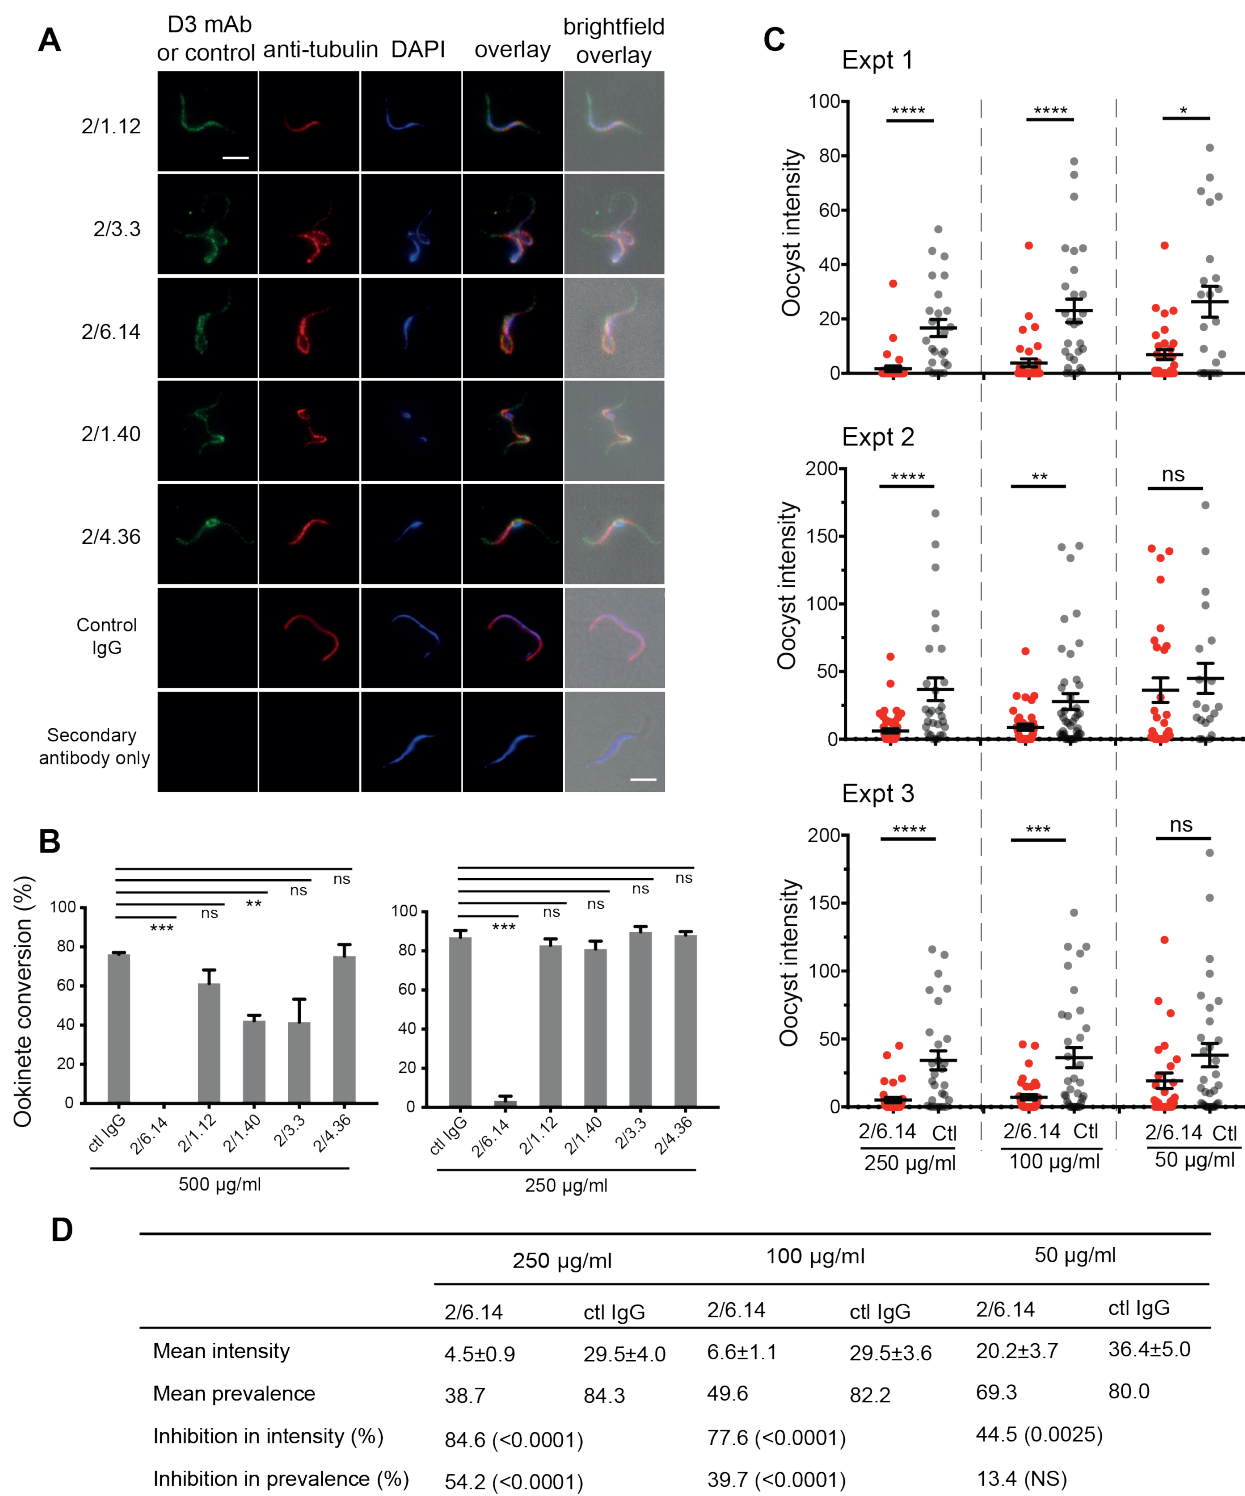 A
D3 mAb
or control
anti-tubulin
DAPI
overlay
brightfield
overlay
2/1.12
2/3.3
2/6.14
2/1.40
2/4.36
Control
IgG
Secondary
antibody only
B
Ookinete conversion (%)
100
80
60
40
20
0
***
ns
**
ns
ns
ctl IgG
2/6.14
2/1.12
2/1.40
2/3.3
2/4.36
500 µg/ml
100
80
60
40
20
0
***
ns
ns
ns
ns
ctl IgG
2/6.14
2/1.12
2/1.40
2/3.3
2/4.36
250 µg/ml
C
Expt 1
Oocyst intensity
100
80
60
40
20
0
****
****
*
Expt 2
Oocyst intensity
200
150
100
50
0
****
**
ns
Expt 3
Oocyst intensity
200
150
100
50
0
****
***
ns
2/6.14 Ctl
250 µg/ml
2/6.14 Ctl
100 µg/ml
2/6.14 Ctl
50 µg/ml
D
250 µg/ml 100 µg/ml 50 µg/ml
2/6.14 ctl IgG 2/6.14 ctl IgG 2/6.14 ctl IgG
Mean intensity 4.5±0.9 29.5±4.0 6.6±1.1 29.5±3.6 20.2±3.7 36.4±5.0
Mean prevalence 38.7 84.3 49.6 82.2 69.3 80.0
Inhibition in intensity (%) 84.6 (<0.0001) 77.6 (<0.0001) 44.5 (0.0025)
Inhibition in prevalence (%) 54.2 (<0.0001) 39.7 (<0.0001) 13.4 (NS)